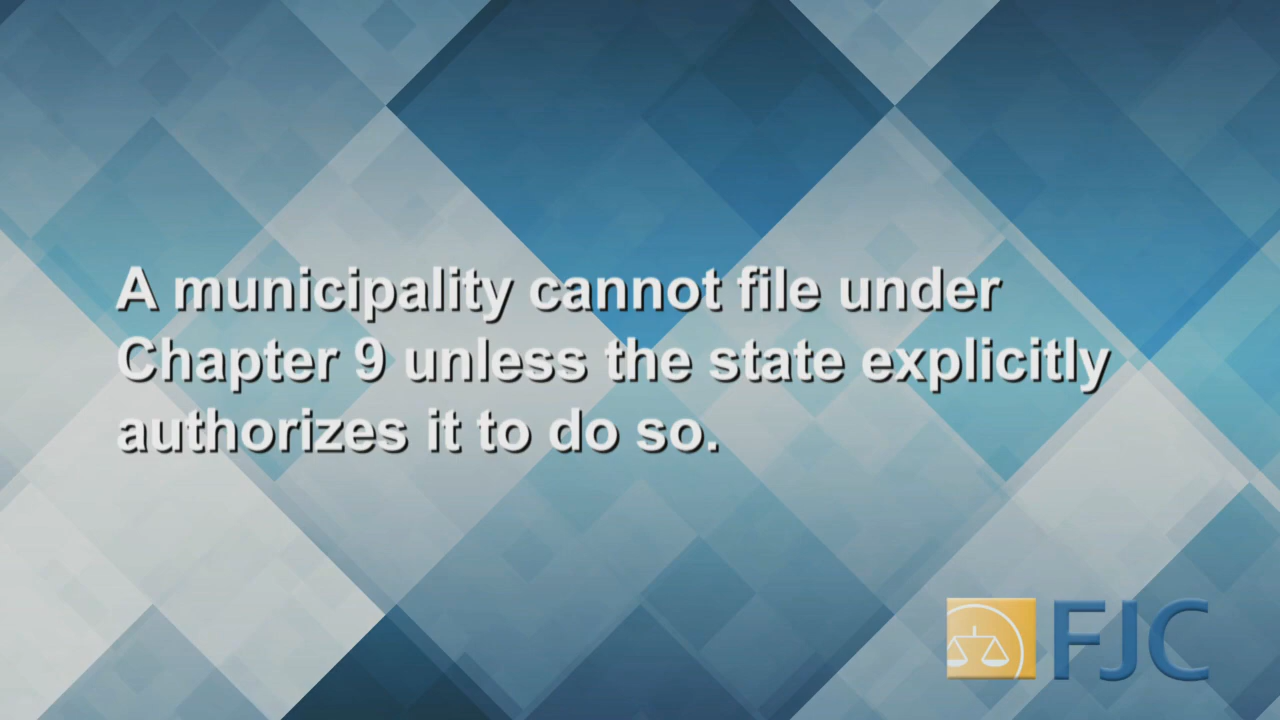 A municipality cannot file under
Chapter 9 unless the state explicitly
authorizes it to do so.
FJC